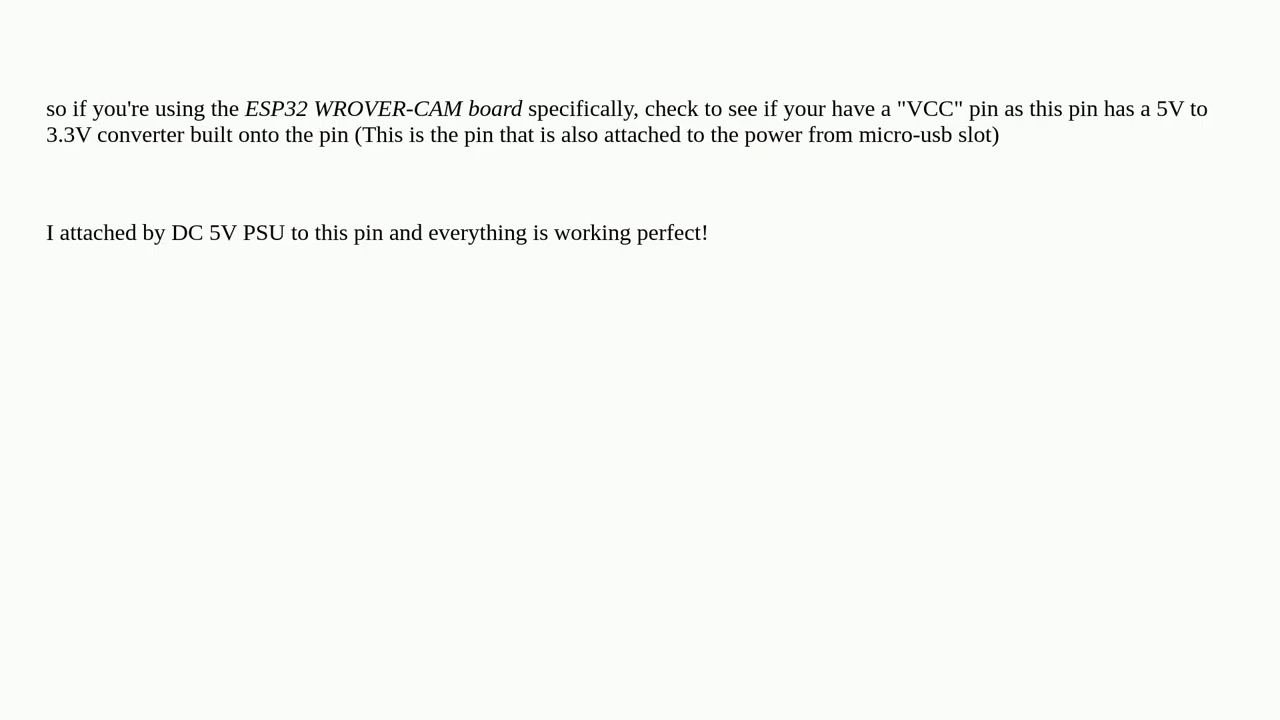 so if you're using the ESP32 WROVER-CAM board specifically, check to see if your have a "VCC" pin as this pin has a 5V to
3.3V converter built onto the pin (This is the pin that is also attached to the power from micro-usb slot)
I attached by DC 5V PSU to this pin and everything is working perfect!